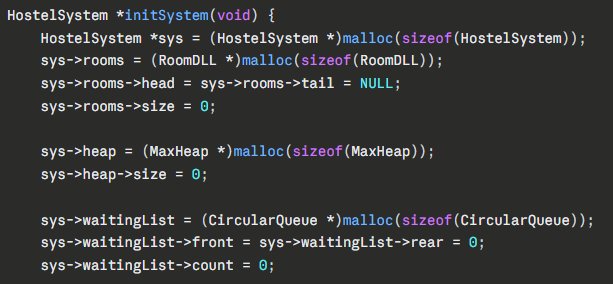 HostelSystem *initSystem(void) {
    HostelSystem *sys = (HostelSystem *)malloc(sizeof(HostelSystem));
    sys->rooms = (RoomDLL *)malloc(sizeof(RoomDLL));
    sys->rooms->head = sys->rooms->tail = NULL;
    sys->rooms->size = 0;

    sys->heap = (MaxHeap *)malloc(sizeof(MaxHeap));
    sys->heap->size = 0;

    sys->waitingList = (CircularQueue *)malloc(sizeof(CircularQueue));
    sys->waitingList->front = sys->waitingList->rear = 0;
    sys->waitingList->count = 0;